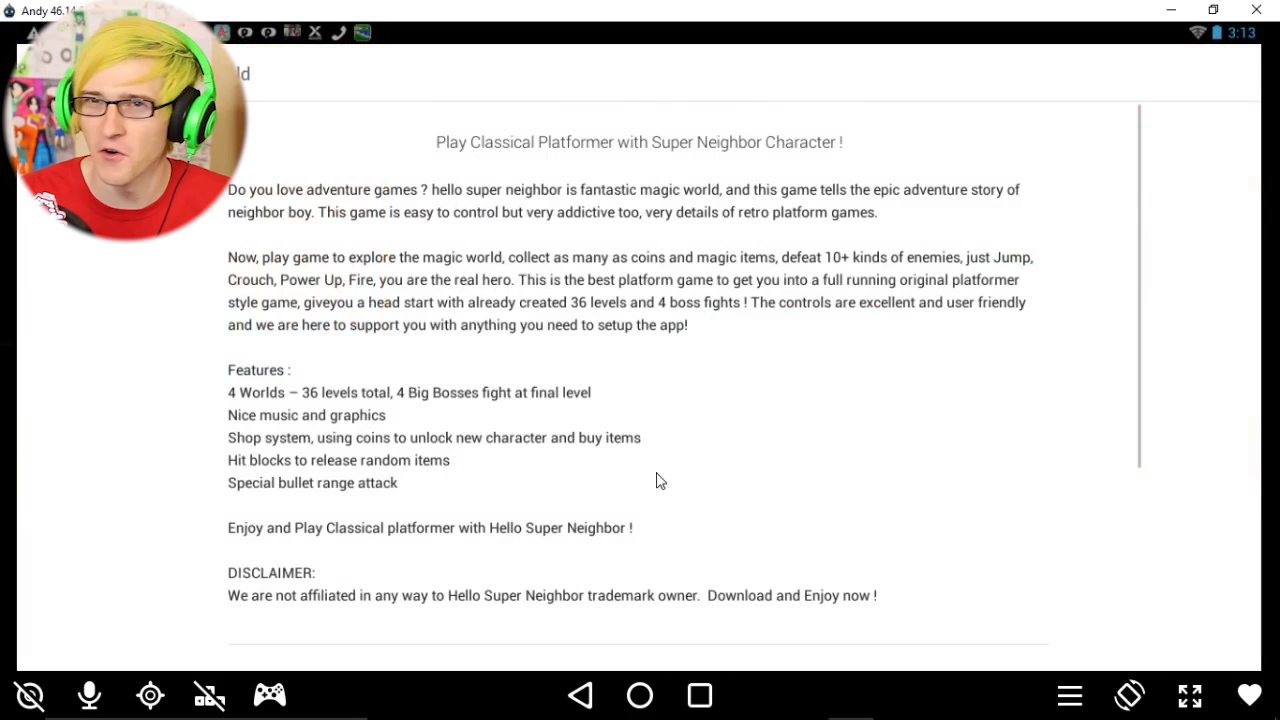 Andy 46.14
3:13
ld
Play Classical Platformer with Super Neighbor Character !
Do you love adventure games ? hello super neighbor is fantastic magic world, and this game tells the epic adventure story of
neighbor boy. This game is easy to control but very addictive too, very details of retro platform games.
Now, play game to explore the magic world, collect as many as coins and magic items, defeat 10+ kinds of enemies, just Jump,
Crouch, Power Up, Fire, you are the real hero. This is the best platform game to get you into a full running original platformer
style game, giveyou a head start with already created 36 levels and 4 boss fights ! The controls are excellent and user friendly
and we are here to support you with anything you need to setup the app!
Features :
4 Worlds – 36 levels total, 4 Big Bosses fight at final level
Nice music and graphics
Shop system, using coins to unlock new character and buy items
Hit blocks to release random items
Special bullet range attack
Enjoy and Play Classical platformer with Hello Super Neighbor !
DISCLAIMER:
We are not affiliated in any way to Hello Super Neighbor trademark owner.  Download and Enjoy now !